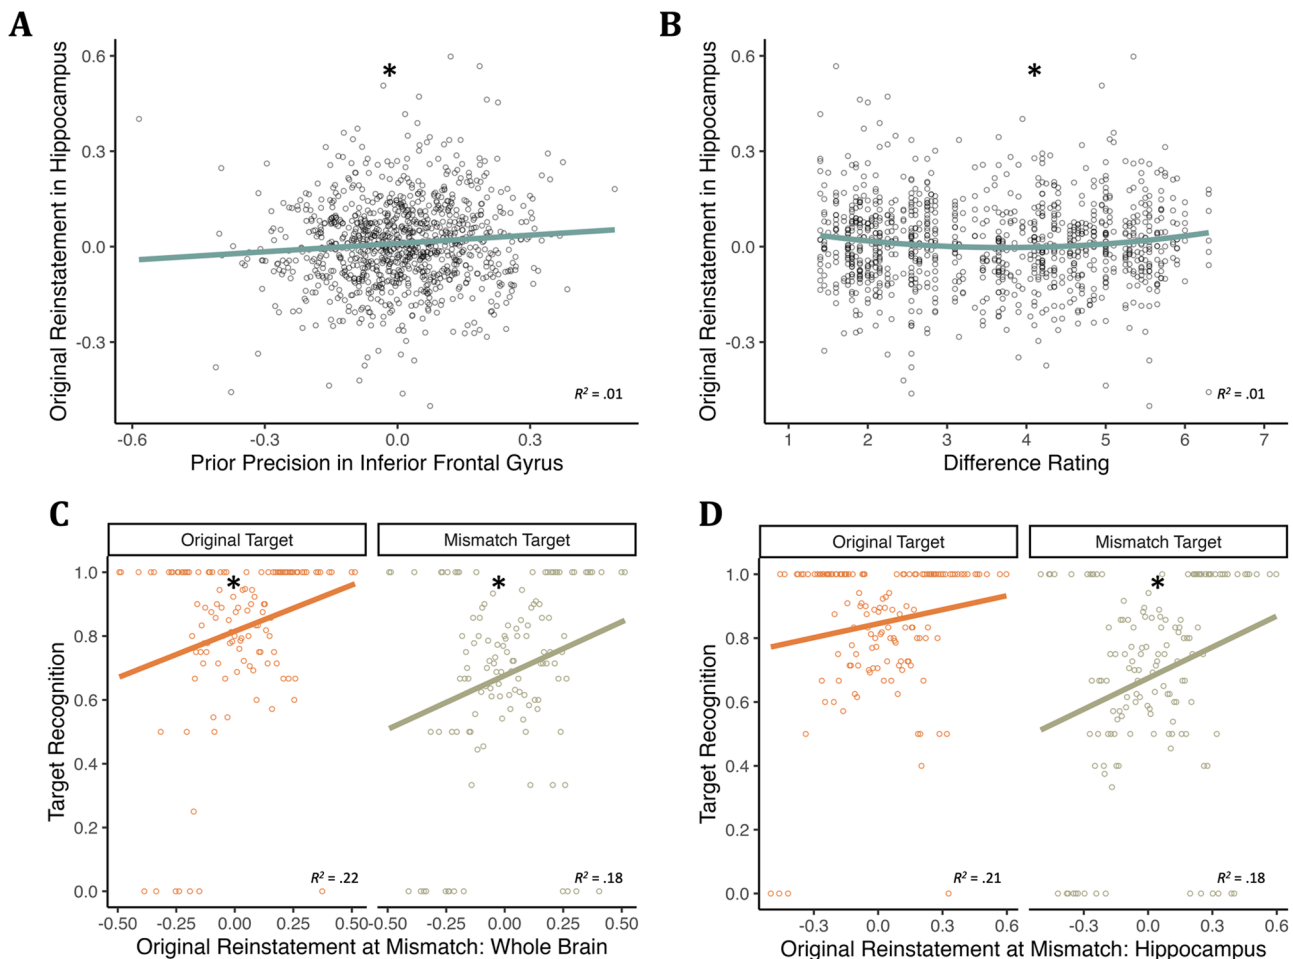 A
Original Reinstatement in Hippocampus
0.6
0.3
0.0
-0.3
*
R² = .01
-0.6
-0.3
0.0
0.3
Prior Precision in Inferior Frontal Gyrus
B
Original Reinstatement in Hippocampus
0.6
0.3
0.0
-0.3
*
R² = .01
1
2
3
4
5
6
7
Difference Rating
C
Original Target
Mismatch Target
Target Recognition
1.0
0.8
0.6
0.4
0.2
0.0
*
*
R² = .22
R² = .18
-0.50
-0.25
0.00
0.25
0.50
-0.50
-0.25
0.00
0.25
0.50
Original Reinstatement at Mismatch: Whole Brain
D
Original Target
Mismatch Target
Target Recognition
1.0
0.8
0.6
0.4
0.2
0.0
*
R² = .21
R² = .18
-0.3
0.0
0.3
0.6
-0.3
0.0
0.3
0.6
Original Reinstatement at Mismatch: Hippocampus